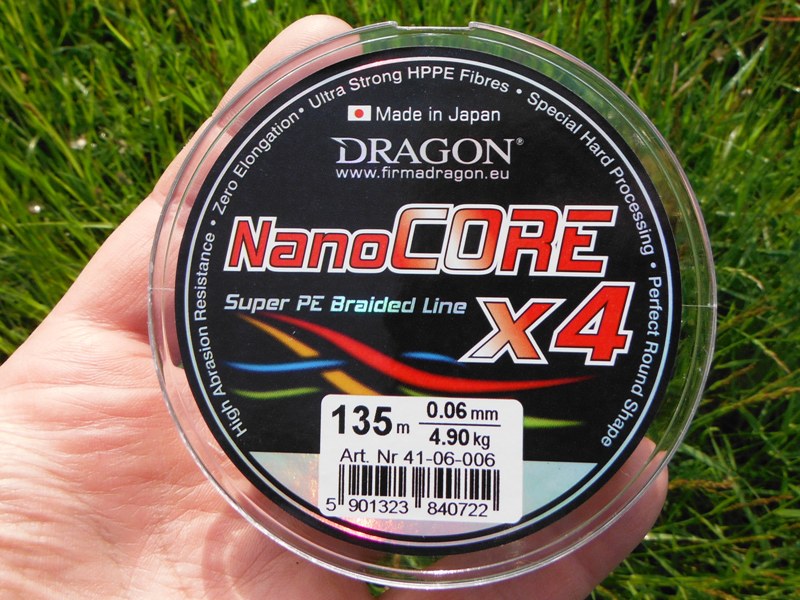 High Abrasion Resistance • Zero Elongation • Ultra Strong HPPE Fibres • Special Hard Processing • Perfect Round Shape
Made in Japan
DRAGON®
www.firmadragon.eu
NanoCORE
Super PE Braided Line
x4
135 m
0.06 mm
4.90 kg
Art. Nr 41-06-006
5 901323 840722